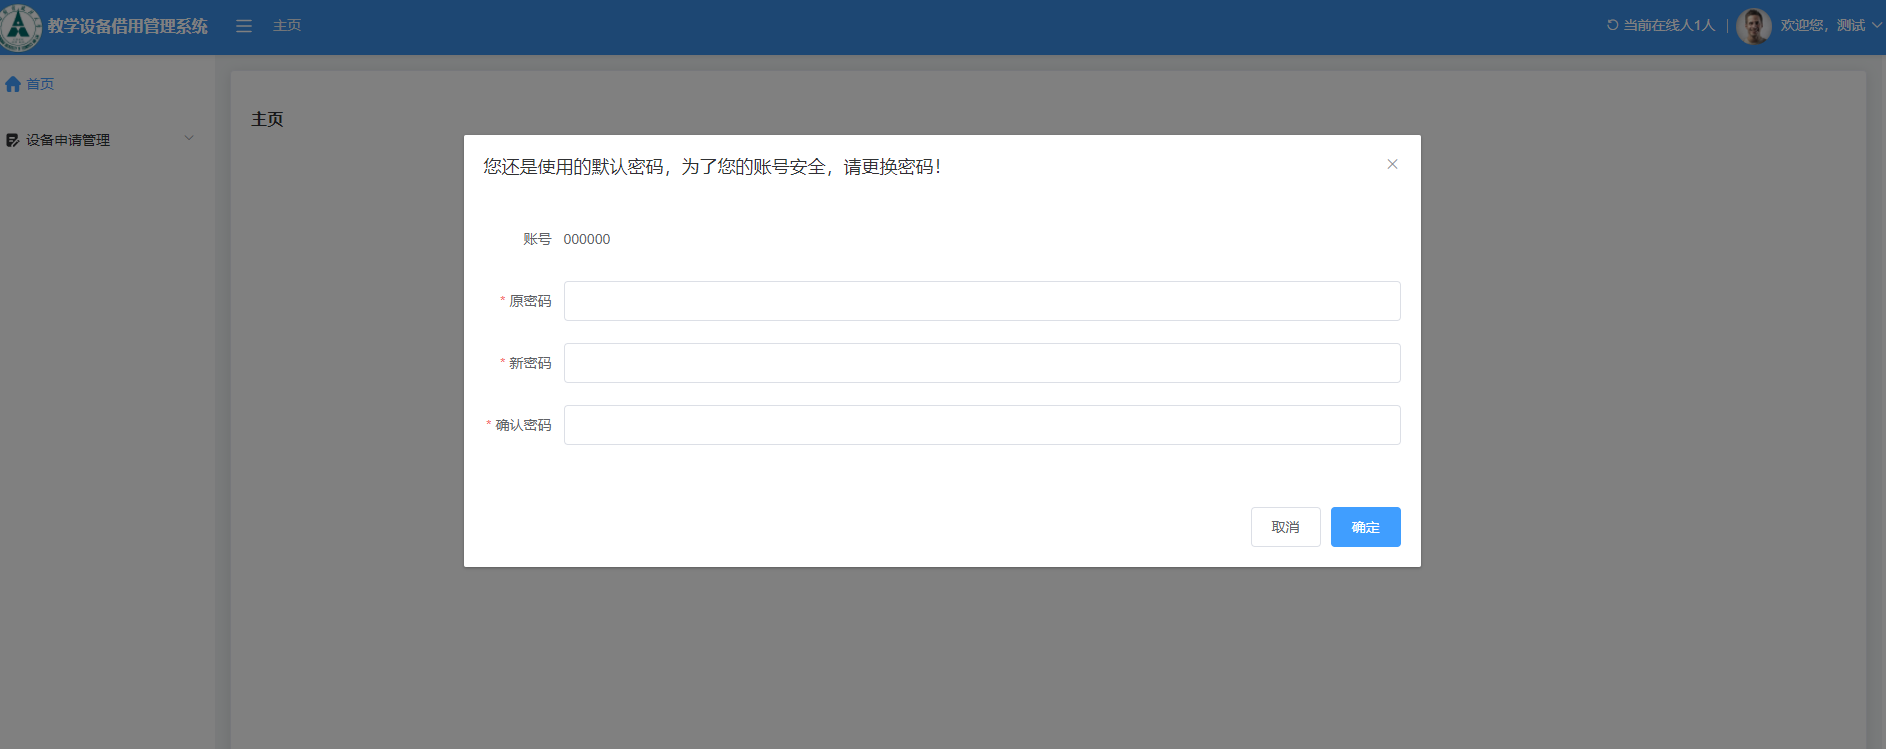 教学设备借用管理系统
主页
当前在线人1人
欢迎您，测试
首页
设备申请管理
主页
您还是使用的默认密码，为了您的账号安全，请更换密码！
账号 000000
* 原密码
* 新密码
* 确认密码
取消 确定